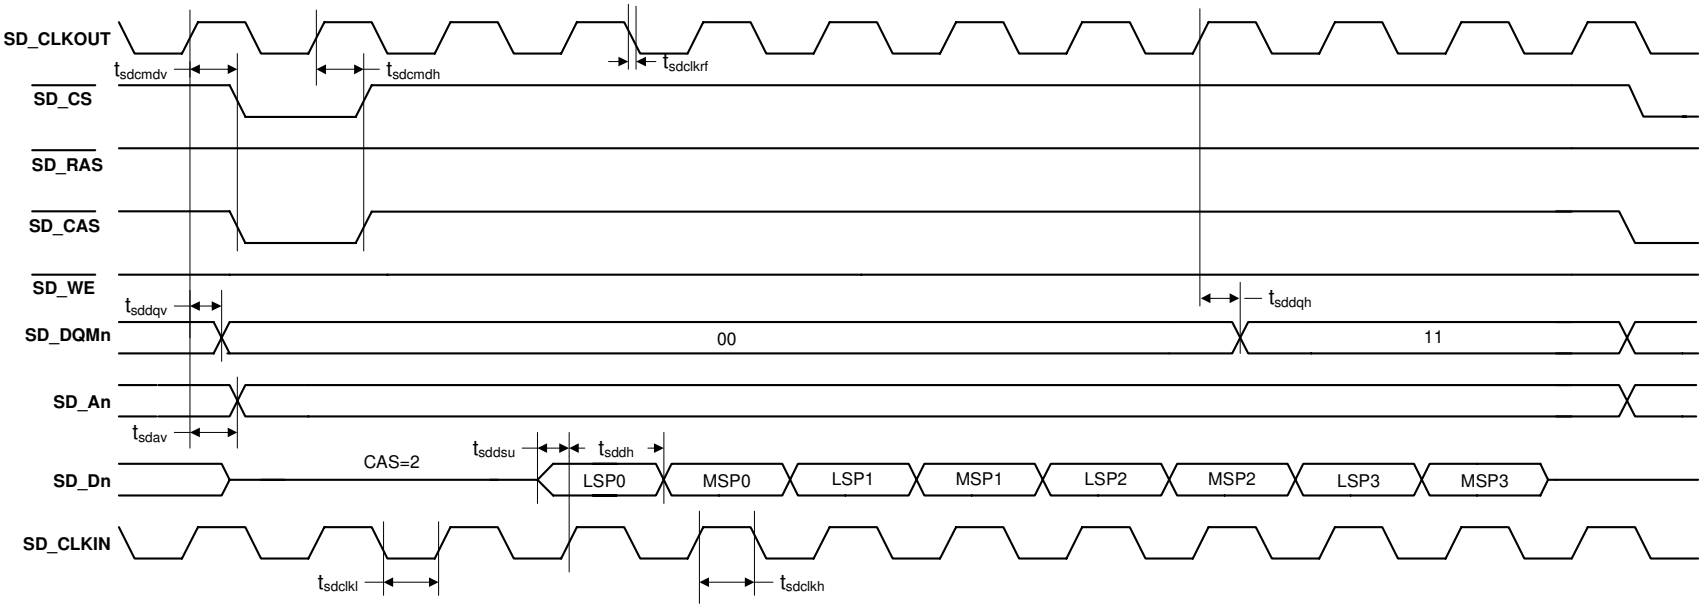 SD_CLKOUT
tsdcmdv tsdcmdh tsdclkrf
SD_CS
SD_RAS
SD_CAS
SD_WE
tsddqv tsddqh
SD_DQMn 00 11
SD_An
tsdav
tsddsu tsddh
CAS=2
SD_Dn LSP0 MSP0 LSP1 MSP1 LSP2 MSP2 LSP3 MSP3
SD_CLKIN
tsdclkl tsdclkh